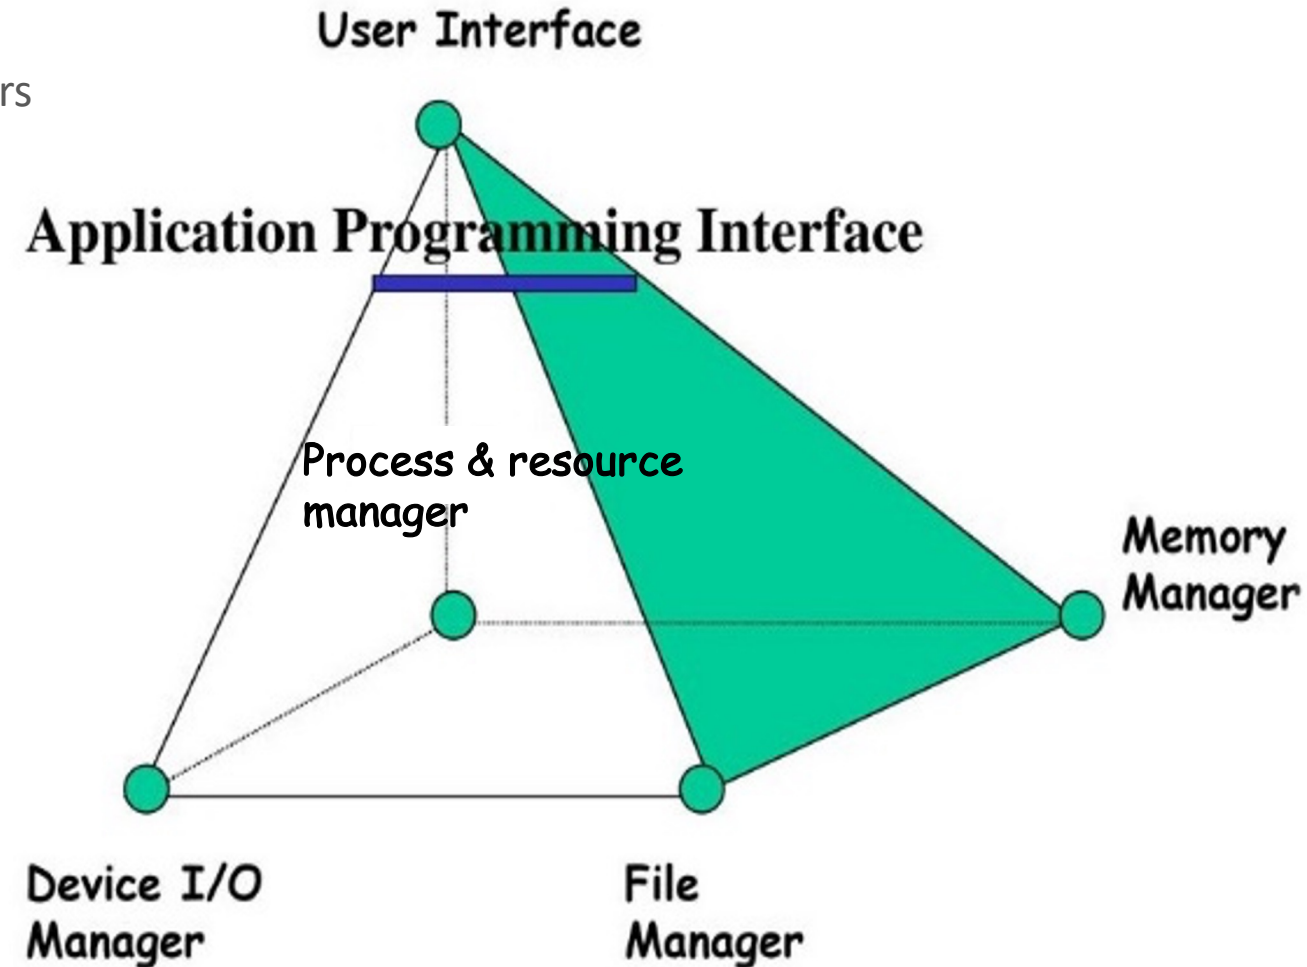 User Interface
rs
Application Programming Interface
Process & resource
manager
Memory
Manager
Device I/O
Manager
File
Manager